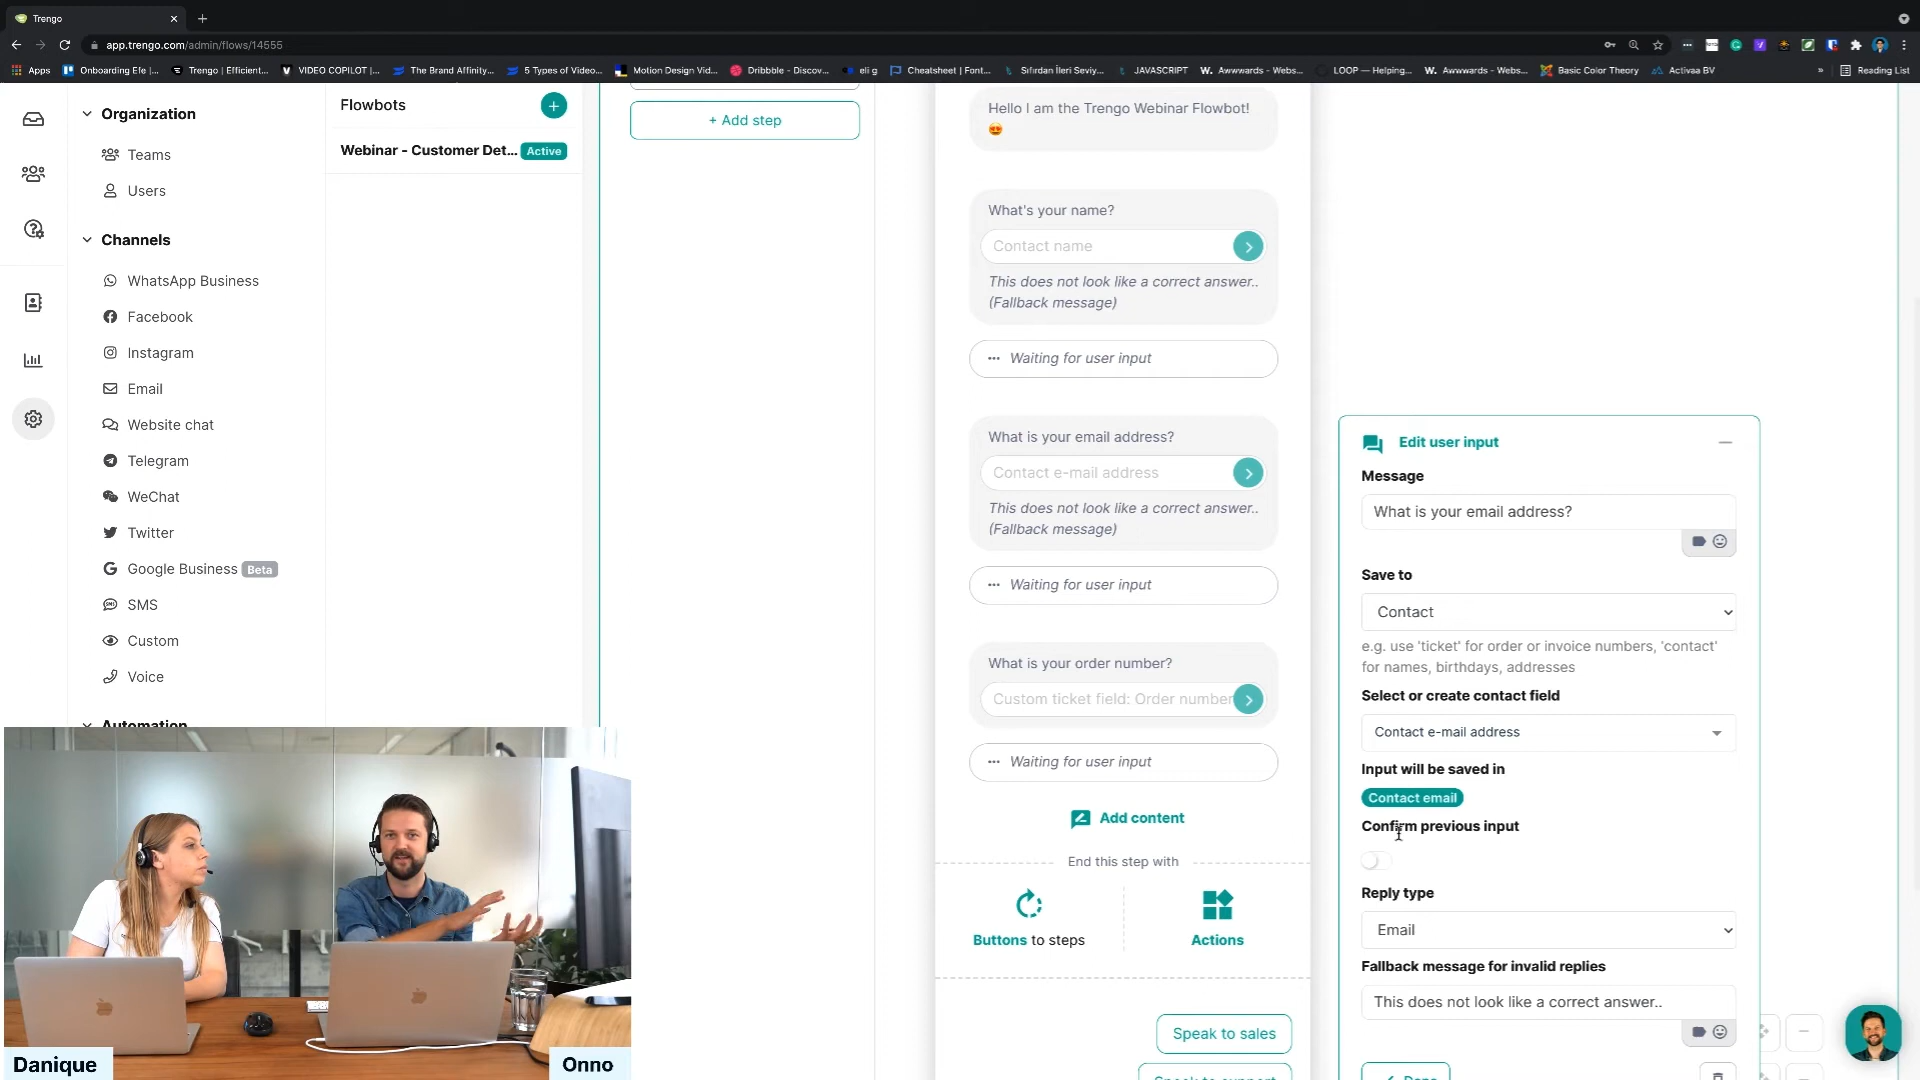 Trengo
app.trengo.com/admin/flows/14555
Apps
Onboarding Efe |...
Trengo | Efficient...
VIDEO COPILOT |...
The Brand Affinity...
5 Types of Video...
Motion Design Vid...
Dribbble - Discov...
eli g
Cheatsheet | Font...
Sıfırdan İleri Seviy...
JAVASCRIPT
Awwwards - Webs...
LOOP — Helping...
Awwwards - Webs...
Basic Color Theory
Activaa BV
»
Reading List
Organization
Teams
Users
Channels
WhatsApp Business
Facebook
Instagram
Email
Website chat
Telegram
WeChat
Twitter
Google Business Beta
SMS
Custom
Voice
Automation
Flowbots
Webinar - Customer Det... Active
+ Add step
Hello I am the Trengo Webinar Flowbot!
😍
What's your name?
Contact name
This does not look like a correct answer..
(Fallback message)
Waiting for user input
What is your email address?
Contact e-mail address
This does not look like a correct answer..
(Fallback message)
Waiting for user input
What is your order number?
Custom ticket field: Order number
Waiting for user input
Add content
End this step with
Buttons to steps
Actions
Speak to sales
Speak to support
Edit user input
Message
What is your email address?
Save to
Contact
e.g. use 'ticket' for order or invoice numbers, 'contact'
for names, birthdays, addresses
Select or create contact field
Contact e-mail address
Input will be saved in
Contact email
Confirm previous input
Reply type
Email
Fallback message for invalid replies
This does not look like a correct answer..
Done
Danique
Onno